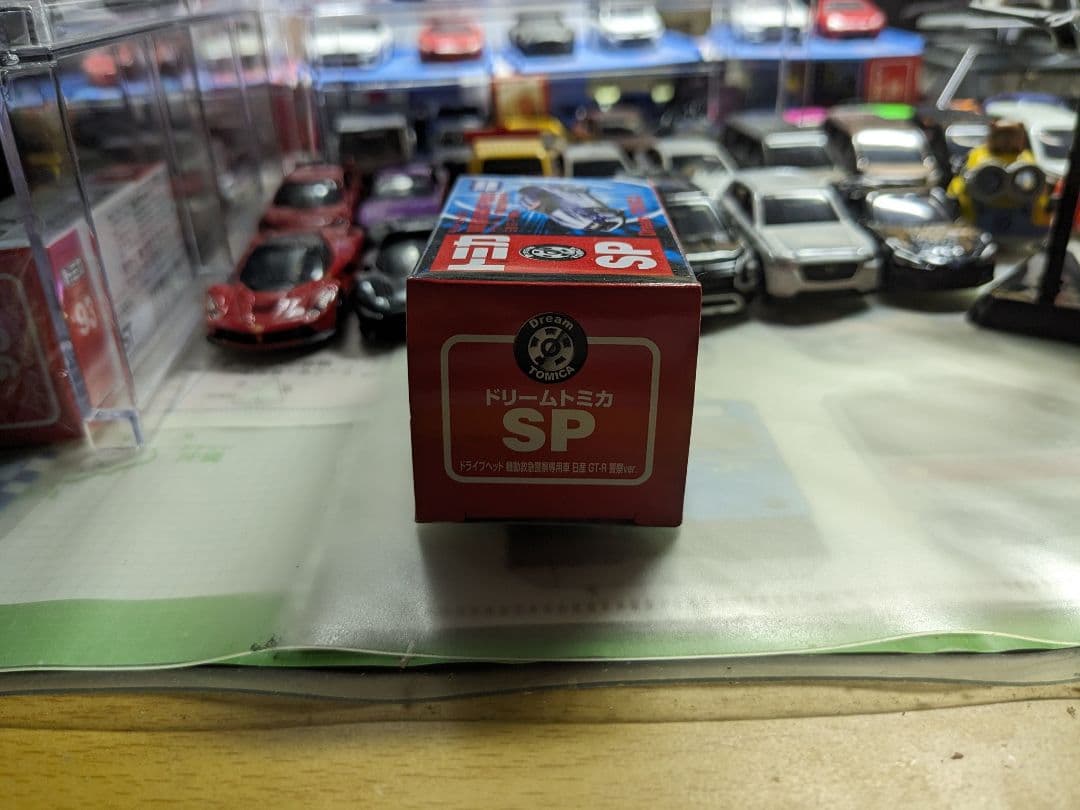 トミカ
SP
Dream
TOMICA
ドリームトミカ
SP
ドライブヘッド 機動救急警察専用車 日産 GT-R 警察ver.